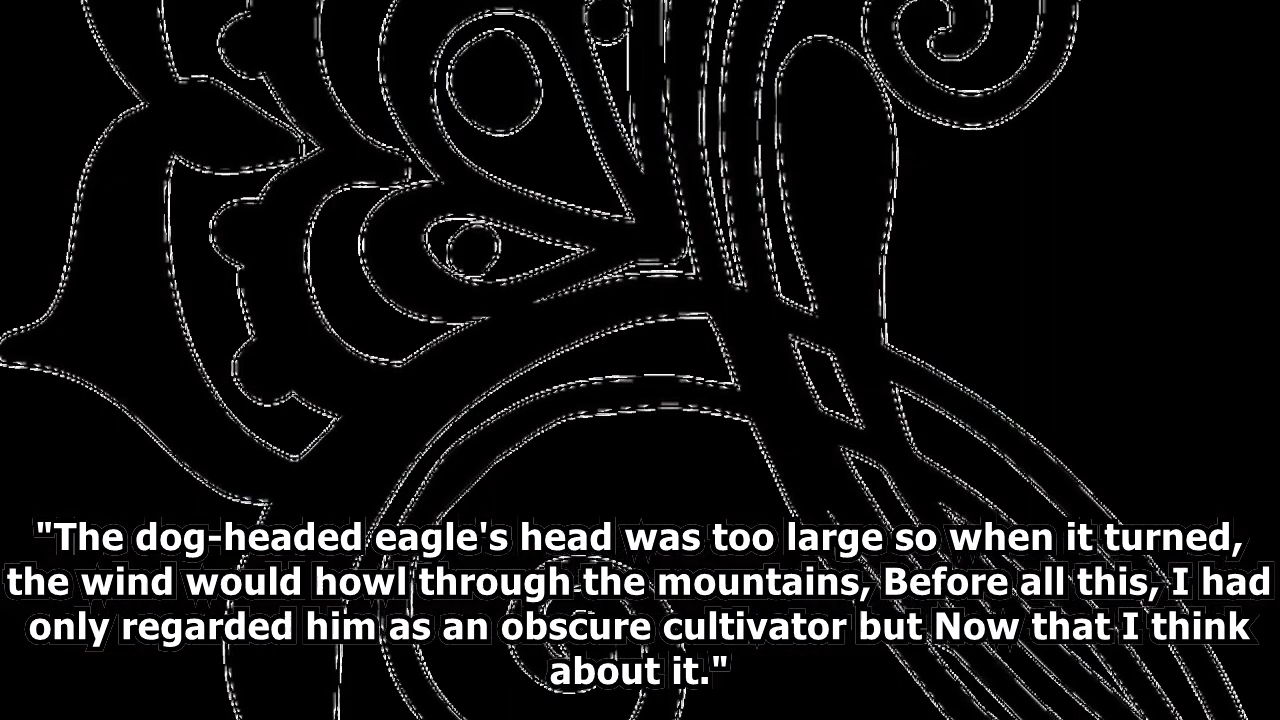 "The dog-headed eagle's head was too large so when it turned,
the wind would howl through the mountains, Before all this, I had
only regarded him as an obscure cultivator but Now that I think
about it."